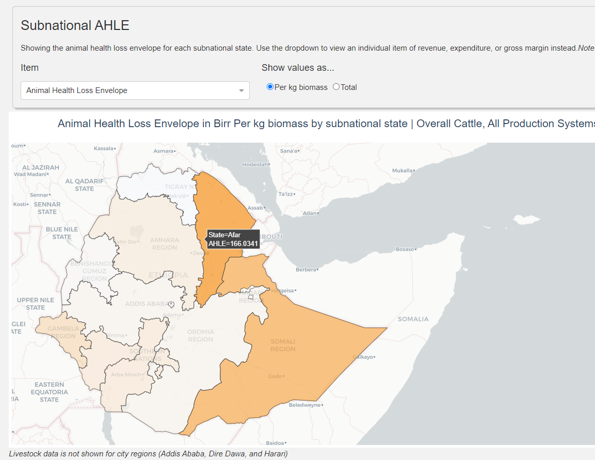 Subnational AHLE
Showing the animal health loss envelope for each subnational state. Use the dropdown to view an individual item of revenue, expenditure, or gross margin instead.Note
Item
Show values as...
Animal Health Loss Envelope
Per kg biomass
Total
Animal Health Loss Envelope in Birr Per kg biomass by subnational state | Overall Cattle, All Production Systems
Kassala
Asmara
Sana'a
Hodeidah
Mukalla
AL JAZIRAH
Wad Madani
AL QADARIF
STATE
TIGRAY
Sennar
Kosti
SENNAR
STATE
Ta'izz
Assab
Adan
BLUE NILE
STATE
AMHARA
REGION
State=Afar
AHLE=166.0341
GUMUZ
REGION
ETHIOPIA
Berbera
Bosaso
UPPER NILE
STATE
ADDIS ABABA
GAMBELA
REGION
OROMIA
REGION
SOMALI
REGION
SOMALIA
EASTERN
EQUATORIA
STATE
Beledweyne
Baidoa
Livestock data is not shown for city regions (Addis Ababa, Dire Dawa, and Harari)